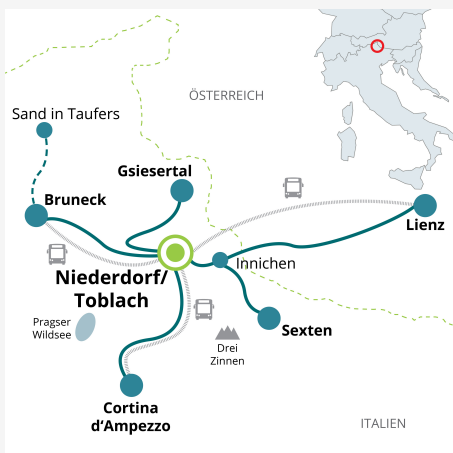 ÖSTERREICH
Sand in Taufers
Gsiesertal
Bruneck
Lienz
Innichen
Niederdorf/
Toblach
Pragser
Wildsee
Sexten
Drei
Zinnen
Cortina
d'Ampezzo
ITALIEN